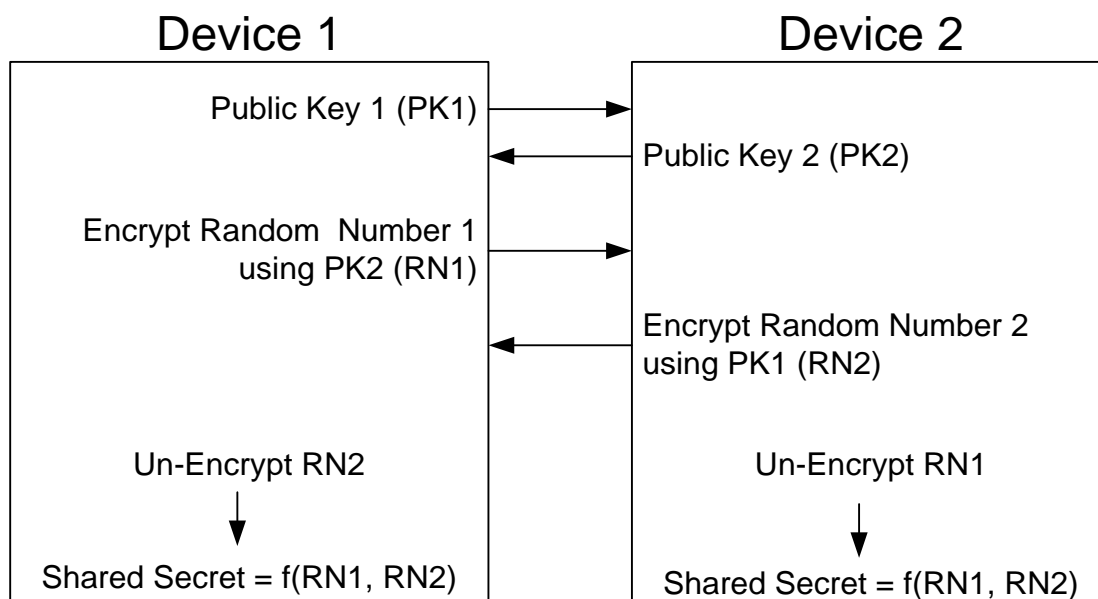 Device 1
Device 2
Public Key 1 (PK1)
Public Key 2 (PK2)
Encrypt Random Number 1
using PK2 (RN1)
Encrypt Random Number 2
using PK1 (RN2)
Un-Encrypt RN2
Un-Encrypt RN1
Shared Secret = f(RN1, RN2)
Shared Secret = f(RN1, RN2)